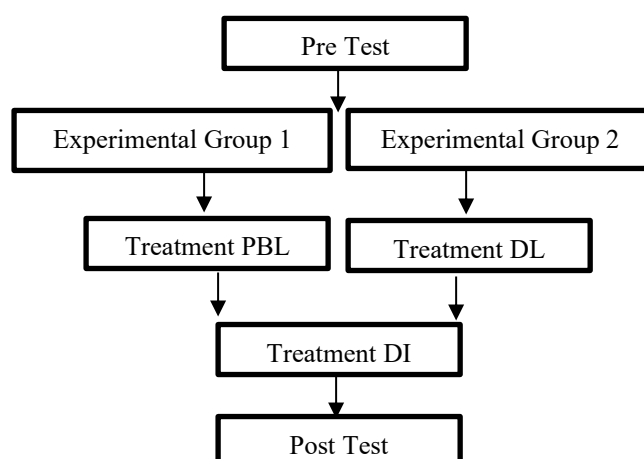 Pre Test
Experimental Group 1
Experimental Group 2
Treatment PBL
Treatment DL
Treatment DI
Post Test